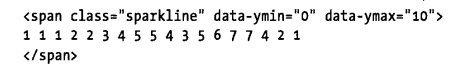 <span class="sparkline" data-ymin="0" data-ymax="10">
1 1 1 2 2 3 4 5 5 4 3 5 6 7 7 4 2 1
</span>